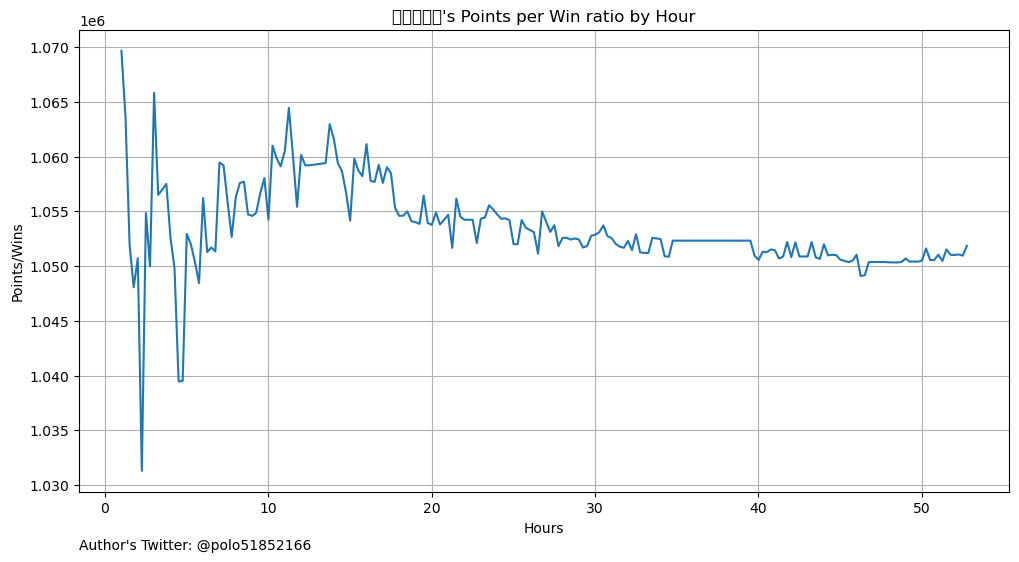 's Points per Win ratio by Hour
1e6
1.070
1.065
1.060
1.055
1.050
1.045
1.040
1.035
1.030
Points/Wins
0 10 20 30 40 50
Hours
Author's Twitter: @polo51852166